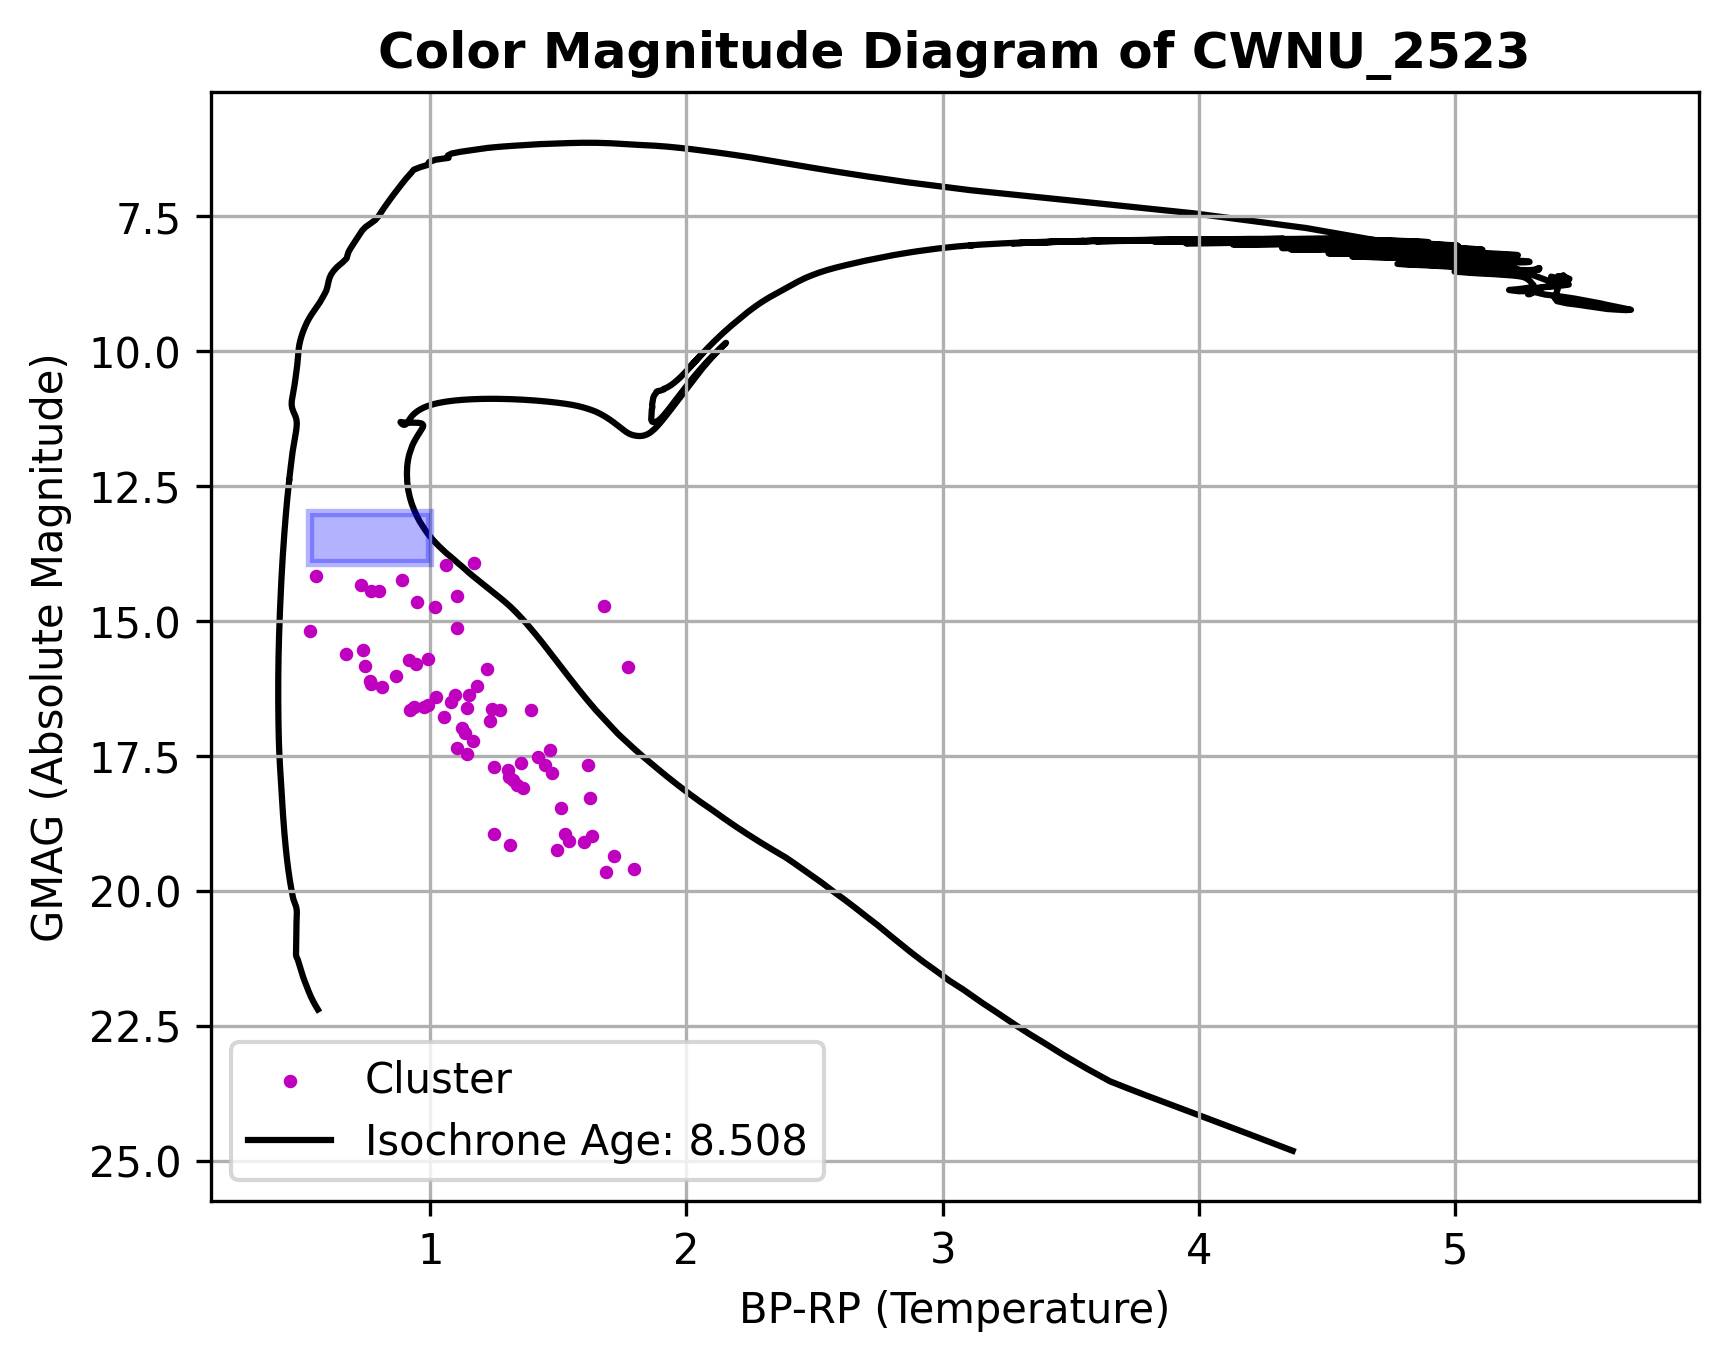 Color Magnitude Diagram of CWNU_2523
GMAG (Absolute Magnitude)
7.5
10.0
12.5
15.0
17.5
20.0
22.5
25.0
Cluster
Isochrone Age: 8.508
1 2 3 4 5
BP-RP (Temperature)